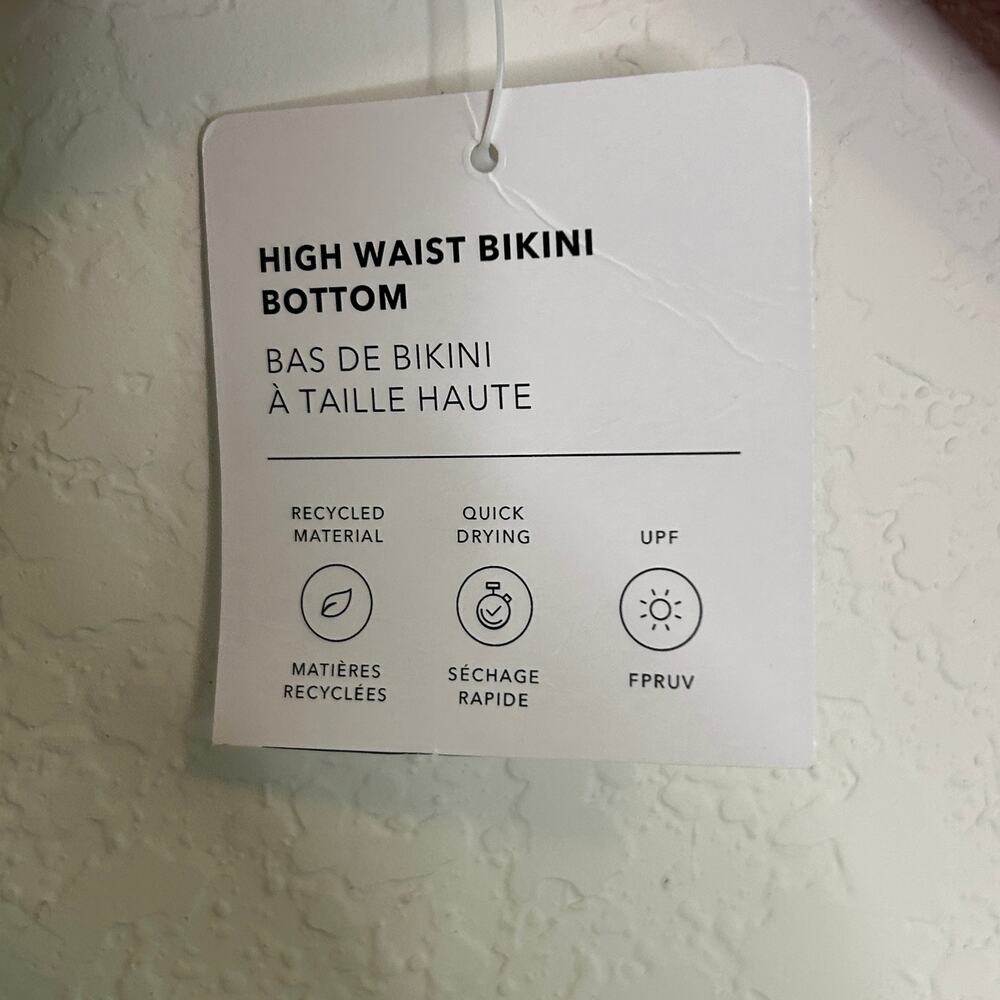 HIGH WAIST BIKINI
BOTTOM
BAS DE BIKINI
À TAILLE HAUTE
RECYCLED
MATERIAL
MATIÈRES
RECYCLÉES
QUICK
DRYING
SÉCHAGE
RAPIDE
UPF
FPRUV